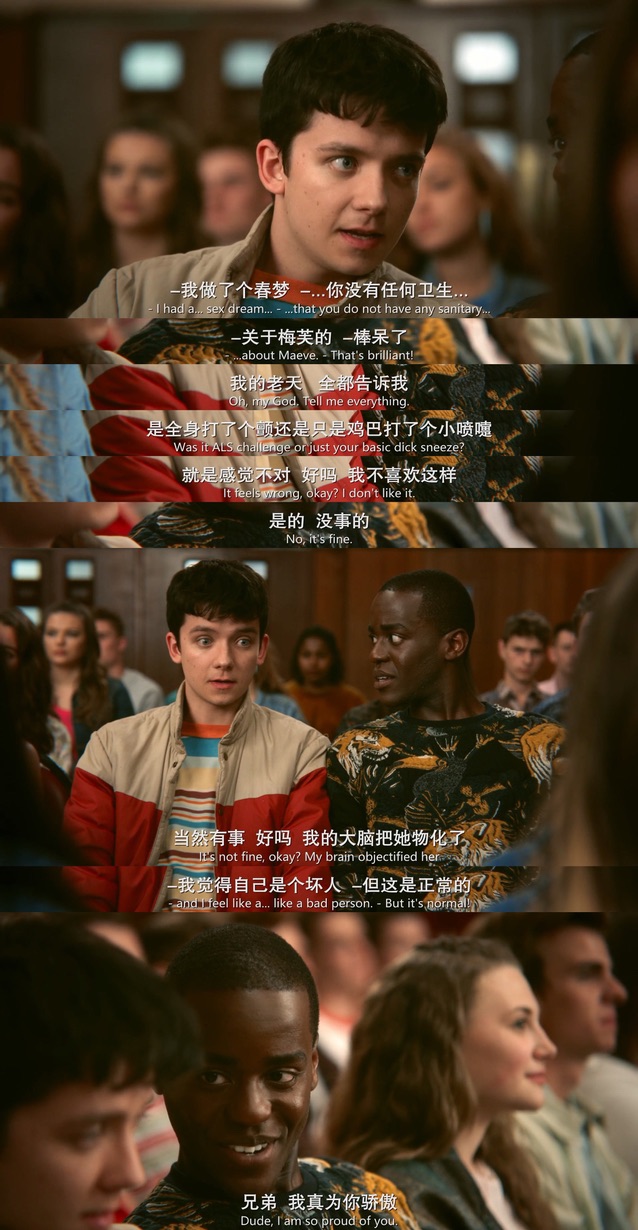 –我做了个春梦 –…你没有任何卫生…
- I had a... sex dream... - ...that you do not have any sanitary...
–关于梅芙的 –棒呆了
- ...about Maeve. - That's brilliant!
我的老天 全都告诉我
Oh, my God. Tell me everything.
是全身打了个颤还是只是鸡巴打了个小喷嚏
Was it ALS challenge or just your basic dick sneeze?
就是感觉不对 好吗 我不喜欢这样
It feels wrong, okay? I don't like it.
是的 没事的
No, it's fine.
当然有事 好吗 我的大脑把她物化了
It's not fine, okay? My brain objectified her
–我觉得自己是个坏人 –但这是正常的
- and I feel like a... like a bad person. - But it's normal!
兄弟 我真为你骄傲
Dude, I am so proud of you.